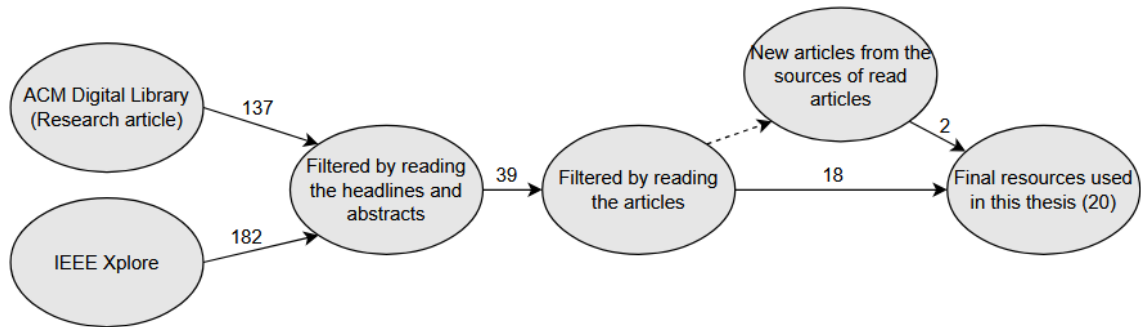 ACM Digital Library
(Research article)
137
IEEE Xplore
182
Filtered by reading
the headlines and
abstracts
39
Filtered by reading
the articles
New articles from the
sources of read
articles
2
18
Final resources used
in this thesis (20)